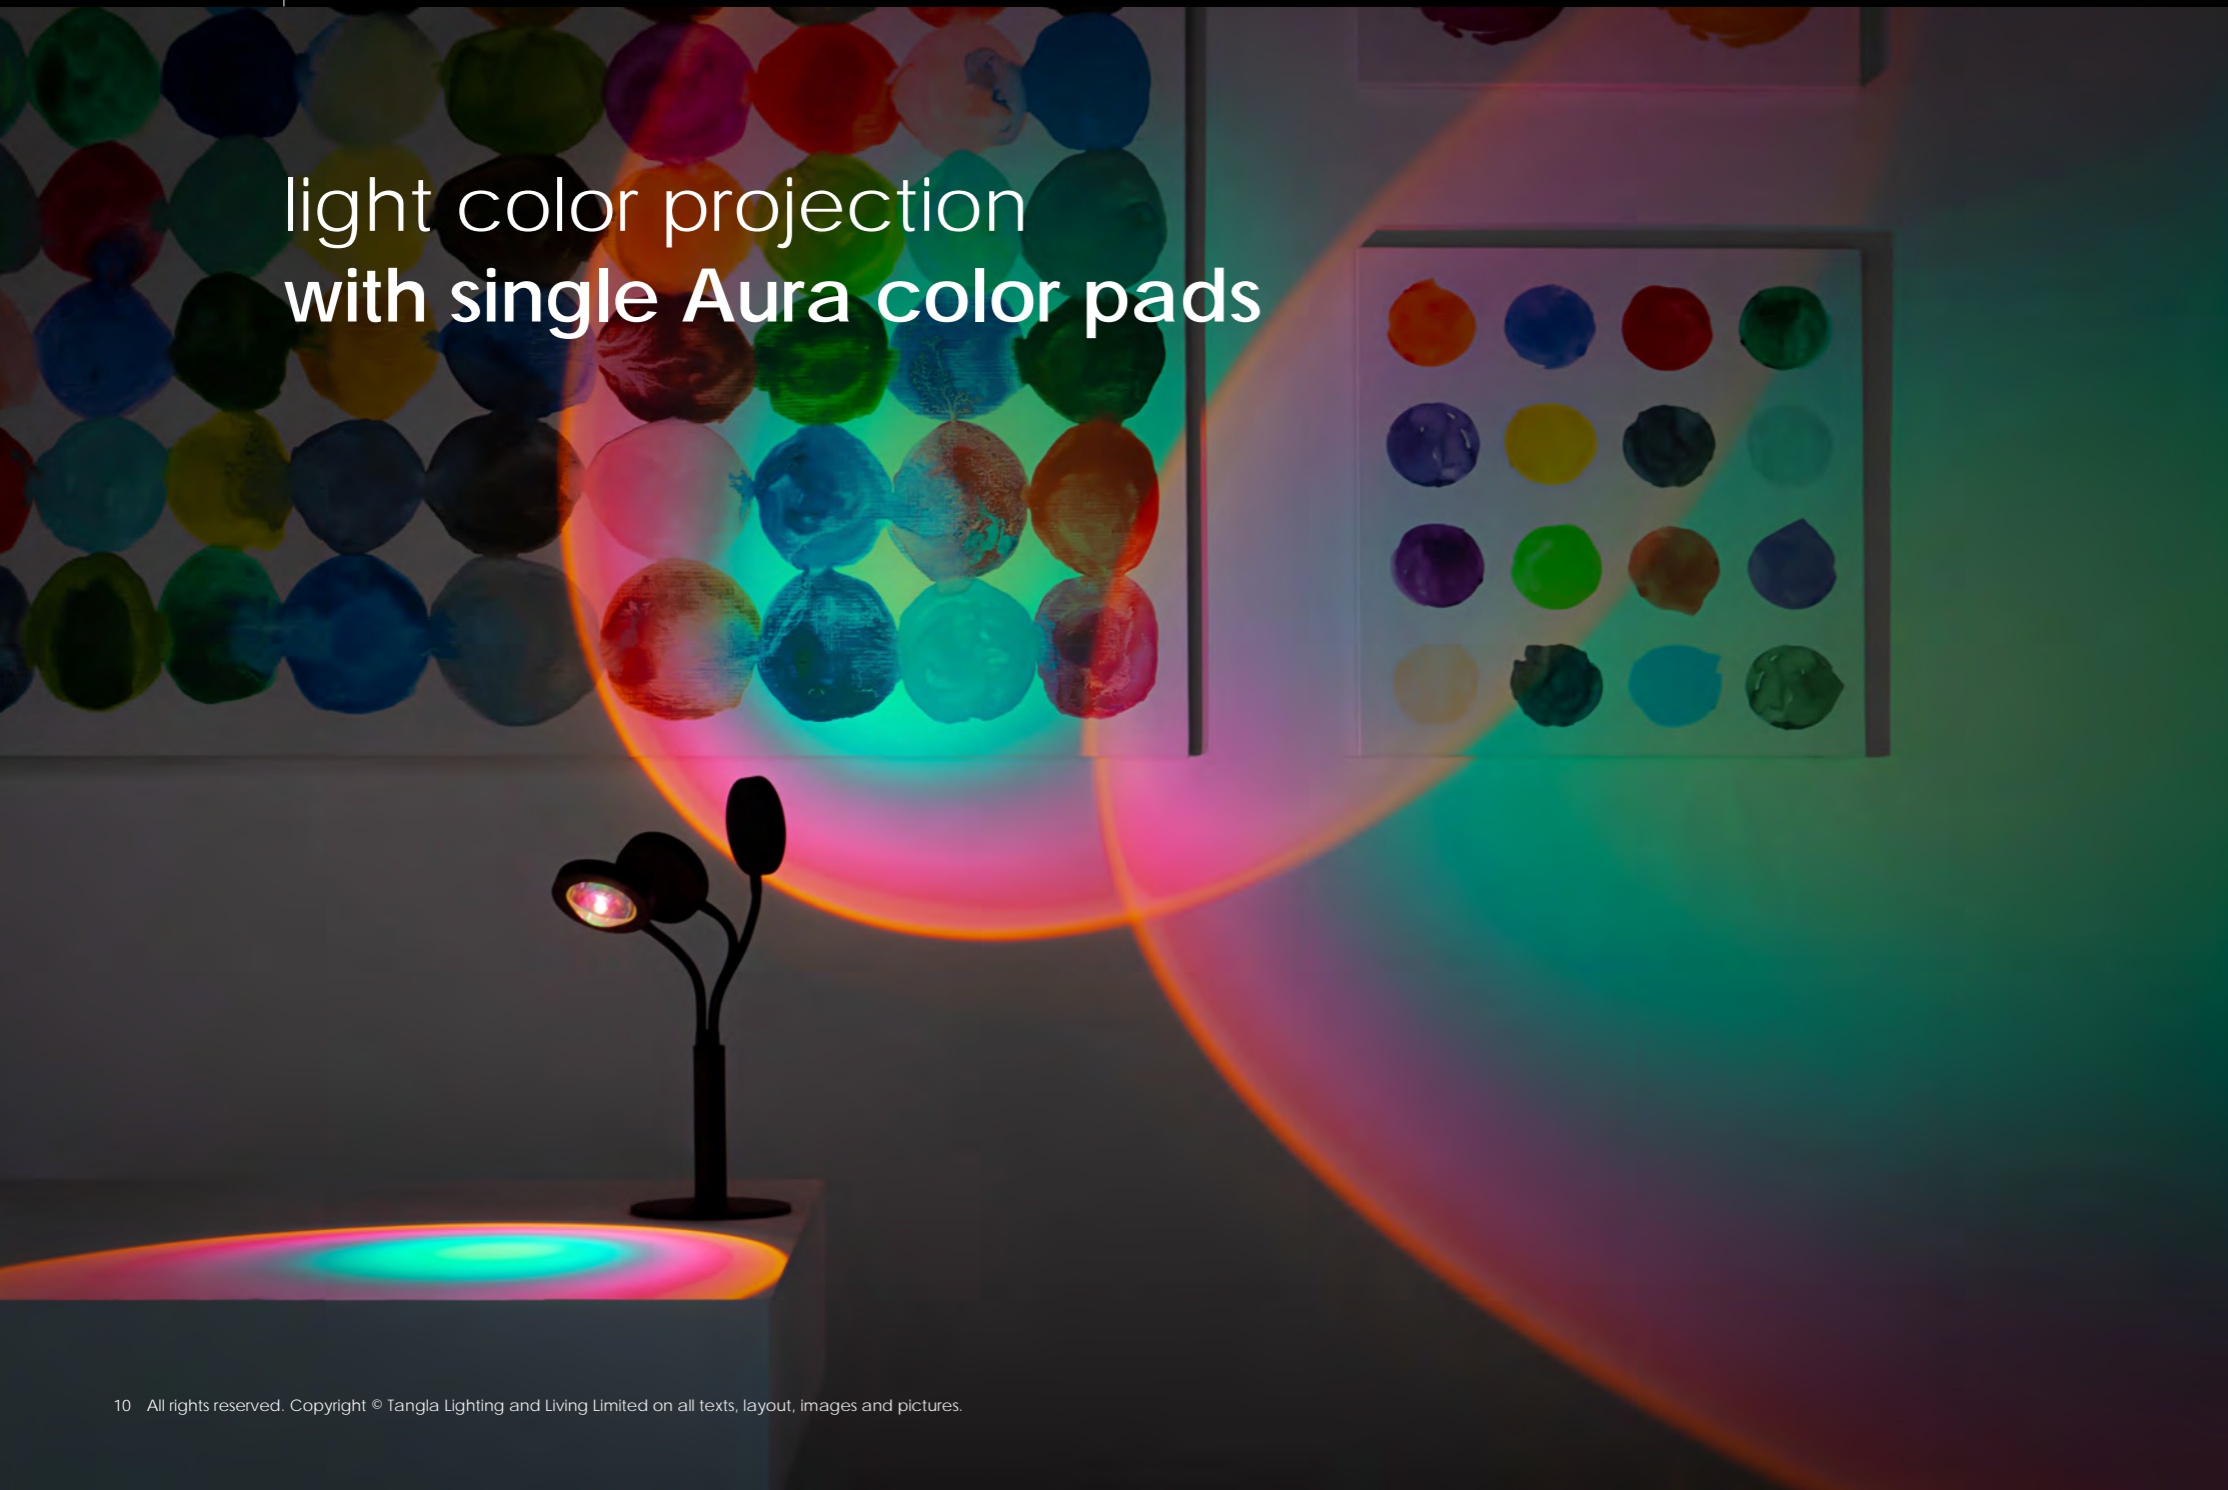 light color projection
with single Aura color pads
10 All rights reserved. Copyright © Tangla Lighting and Living Limited on all texts, layout, images and pictures.